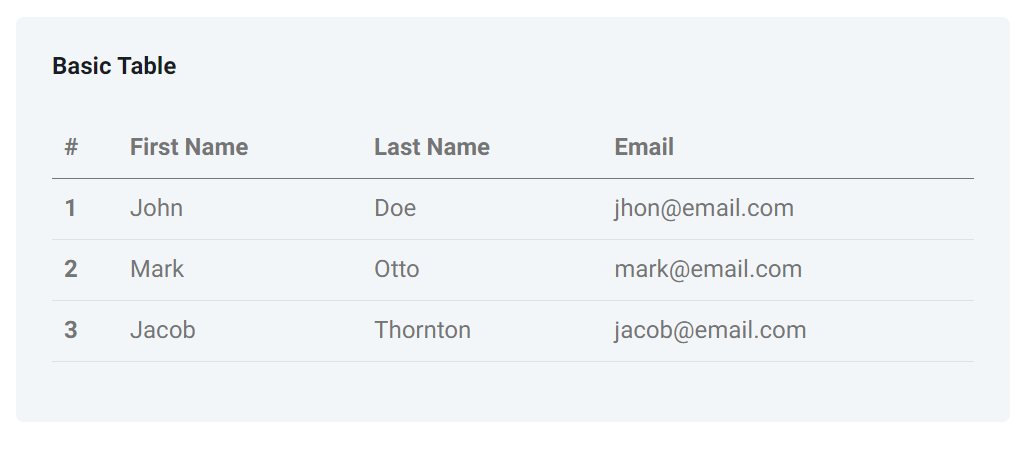 Basic Table
# First Name Last Name Email
1 John Doe jhon@email.com
2 Mark Otto mark@email.com
3 Jacob Thornton jacob@email.com